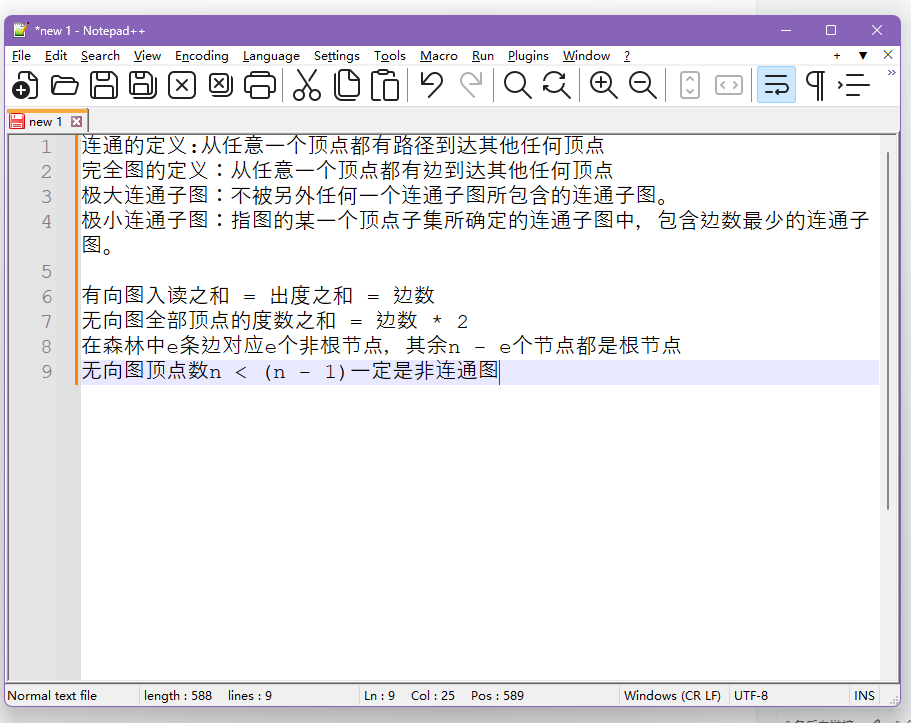 *new 1 - Notepad++
File Edit Search View Encoding Language Settings Tools Macro Run Plugins Window ?
new 1
1 连通的定义:从任意一个顶点都有路径到达其他任何顶点
2 完全图的定义：从任意一个顶点都有边到达其他任何顶点
3 极大连通子图：不被另外任何一个连通子图所包含的连通子图。
4 极小连通子图：指图的某一个顶点子集所确定的连通子图中，包含边数最少的连通子
图。
5
6 有向图入读之和 = 出度之和 = 边数
7 无向图全部顶点的度数之和 = 边数 * 2
8 在森林中e条边对应e个非根节点，其余n - e个节点都是根节点
9 无向图顶点数n < (n - 1)一定是非连通图
Normal text file length : 588 lines : 9 Ln : 9 Col : 25 Pos : 589 Windows (CR LF) UTF-8 INS